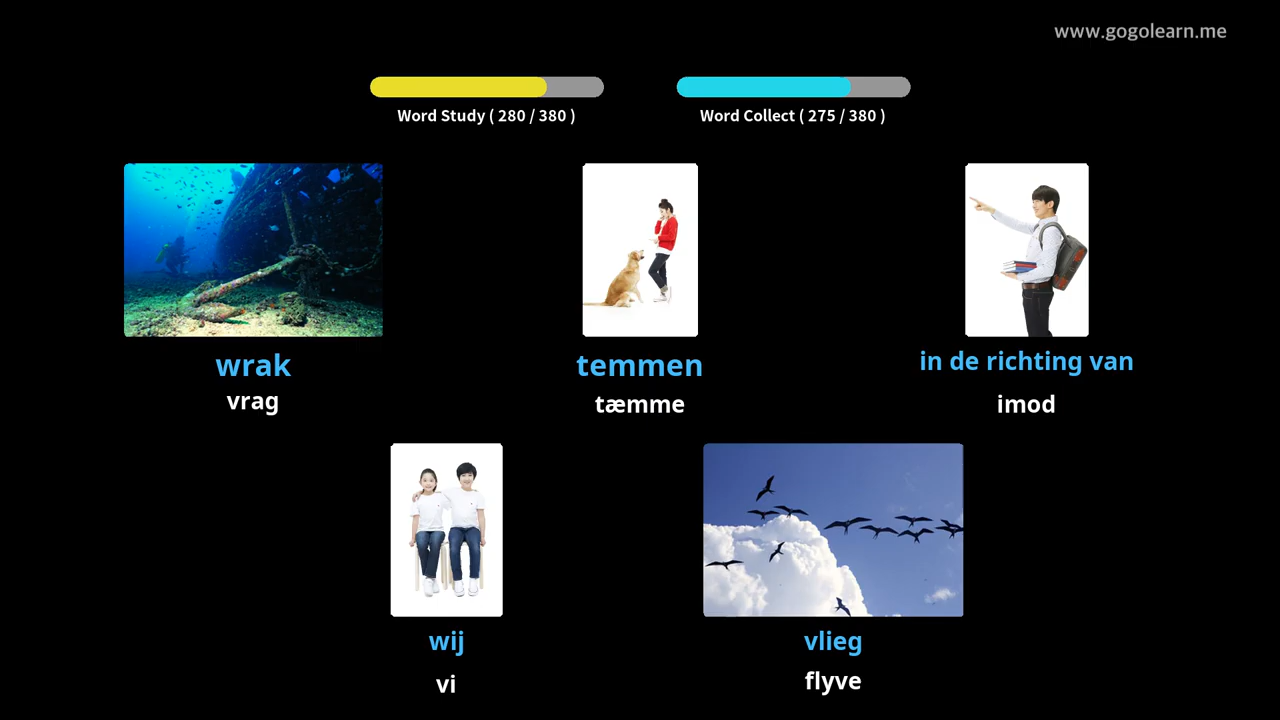 www.gogolearn.me
Word Study ( 280 / 380 )
Word Collect ( 275 / 380 )
wrak
vrag
temmen
tæmme
in de richting van
imod
wij
vi
vlieg
flyve